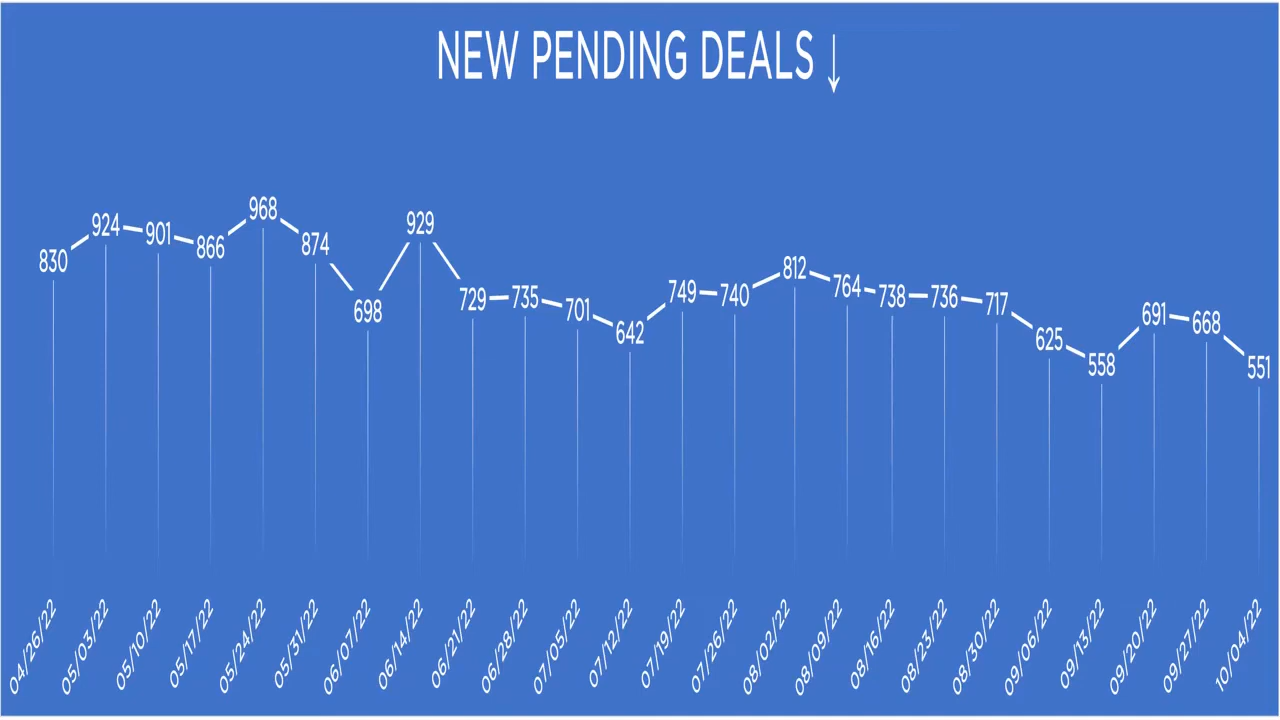 NEW PENDING DEALS ↓
830 924 901 866 968 874 698 929 729 735 701 642 749 740 812 764 738 736 717 625 558 691 668 551
04/26/22 05/03/22 05/10/22 05/17/22 05/24/22 05/31/22 06/07/22 06/14/22 06/21/22 06/28/22 07/05/22 07/12/22 07/19/22 07/26/22 08/02/22 08/09/22 08/16/22 08/23/22 08/30/22 09/06/22 09/13/22 09/20/22 09/27/22 10/04/22